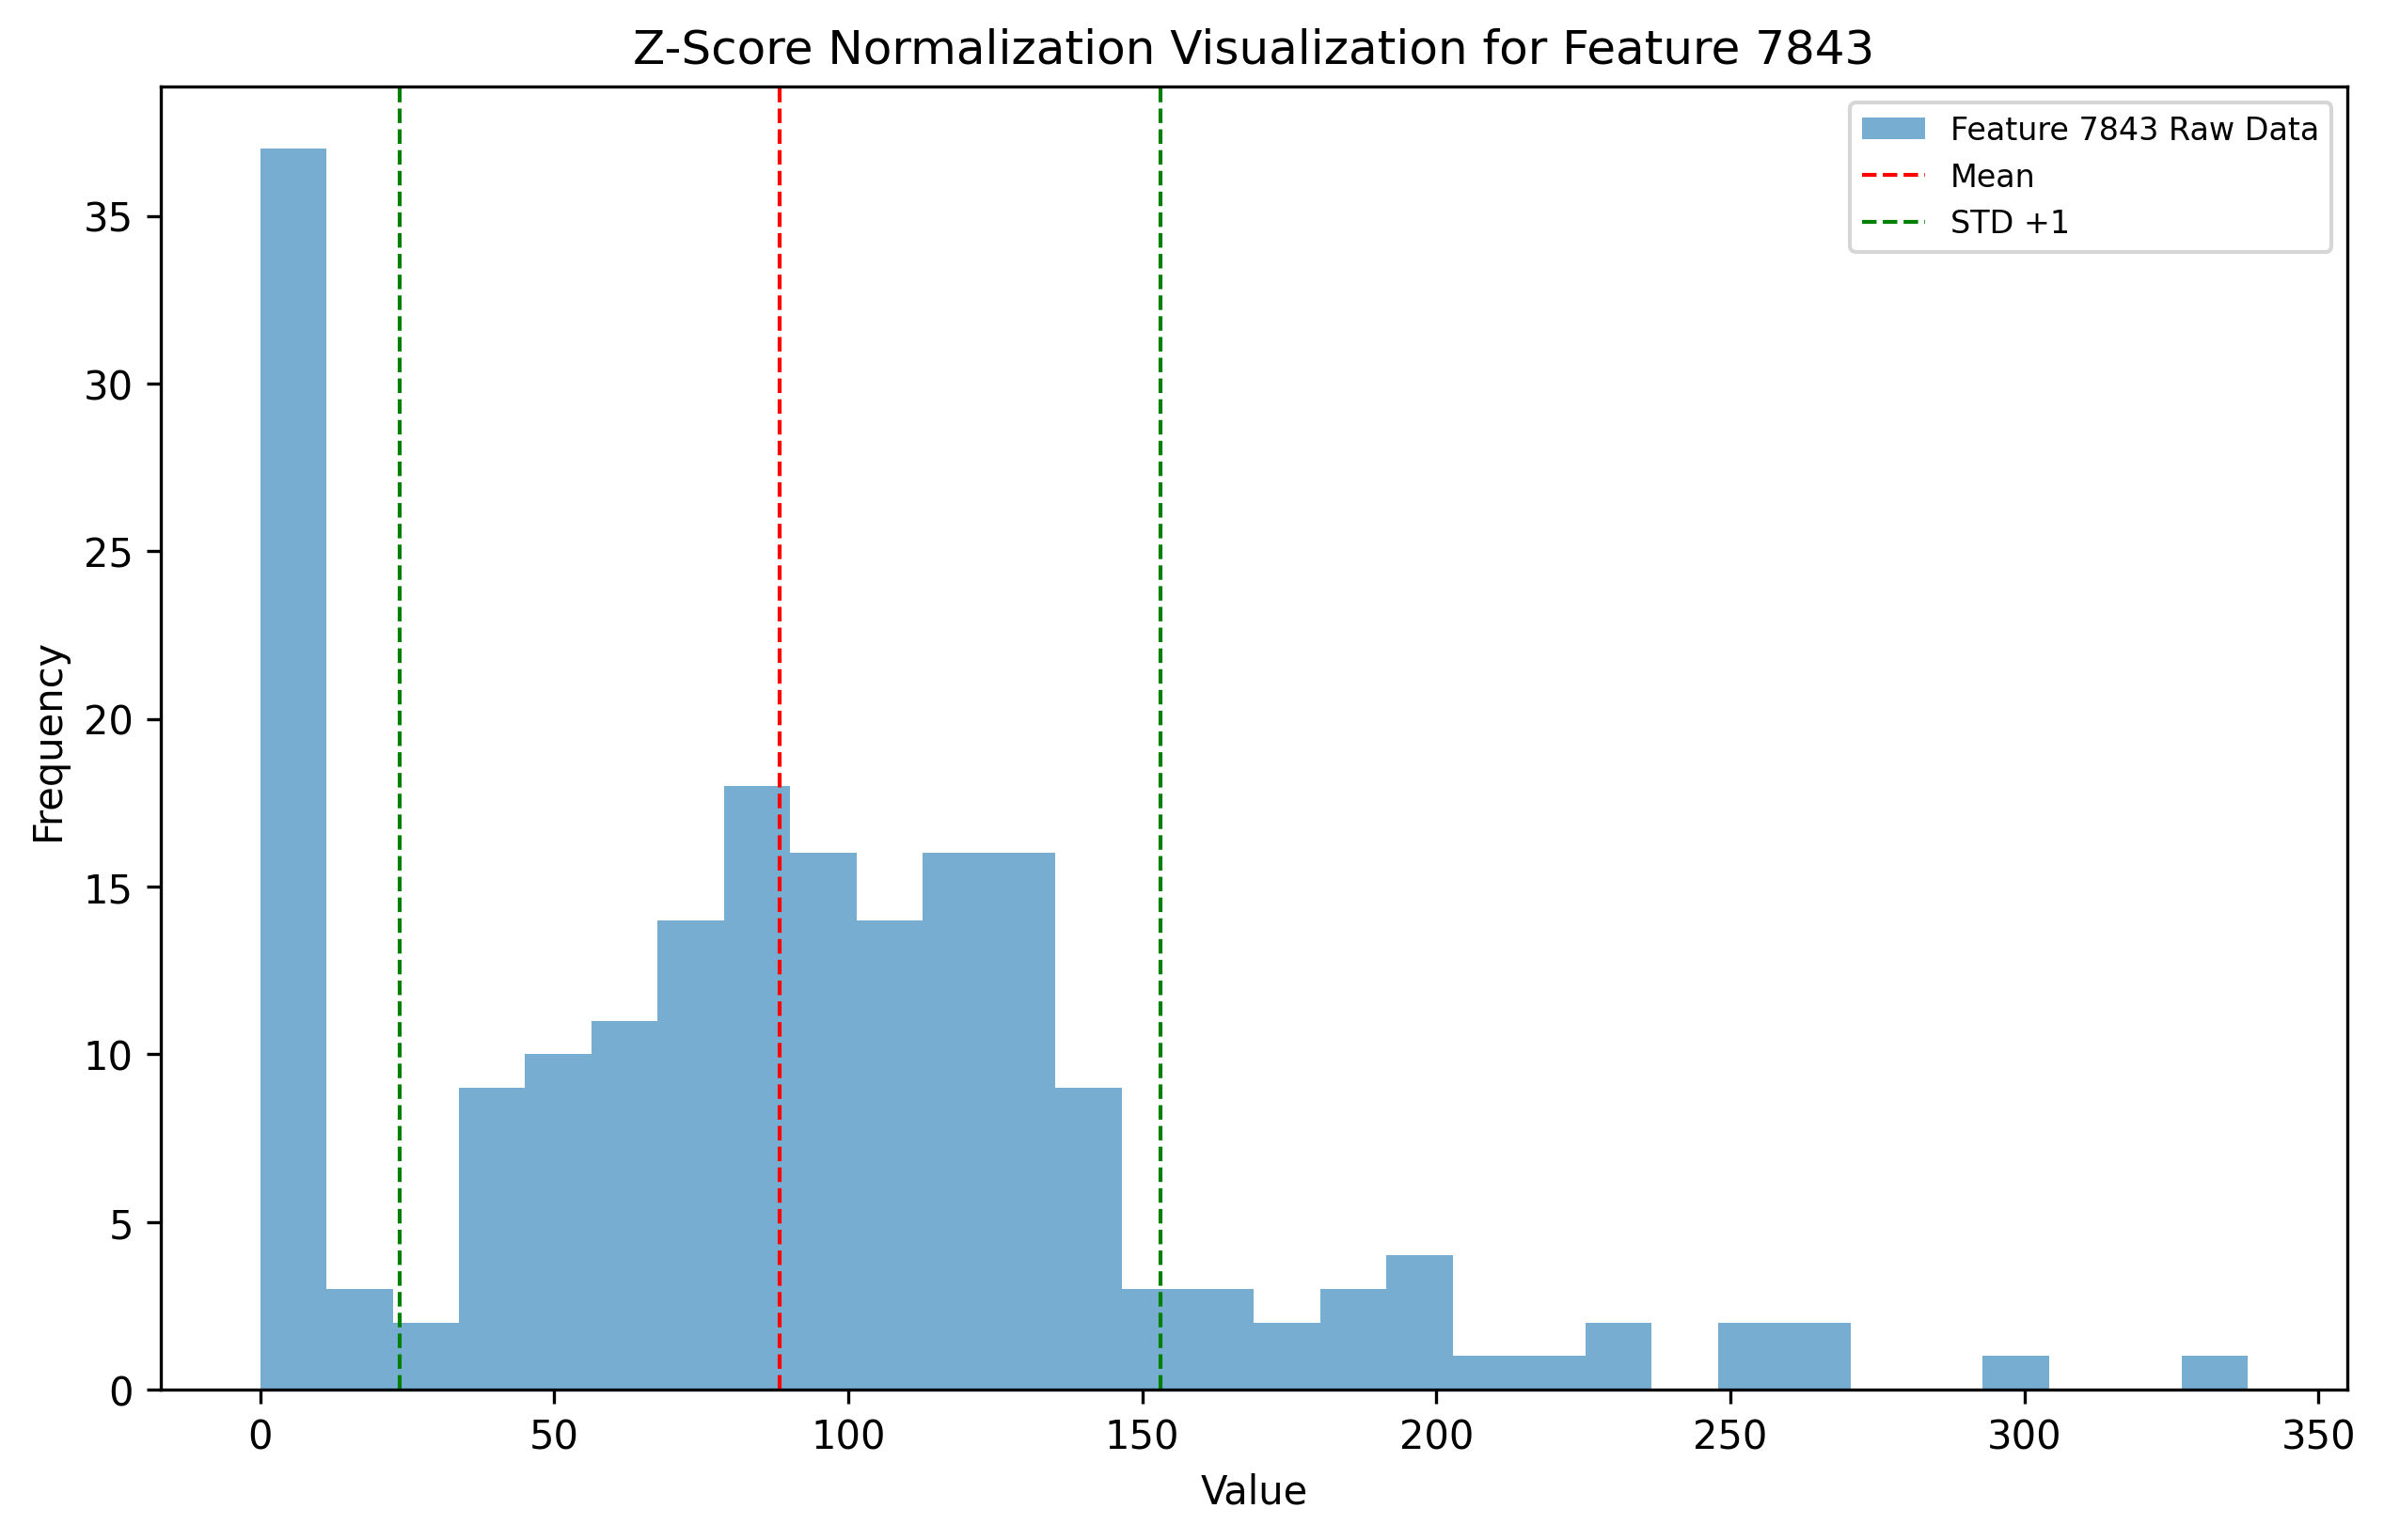 Z-Score Normalization Visualization for Feature 7843
Feature 7843 Raw Data
Mean
STD +1
Frequency
35
30
25
20
15
10
5
0
0 50 100 150 200 250 300 350
Value